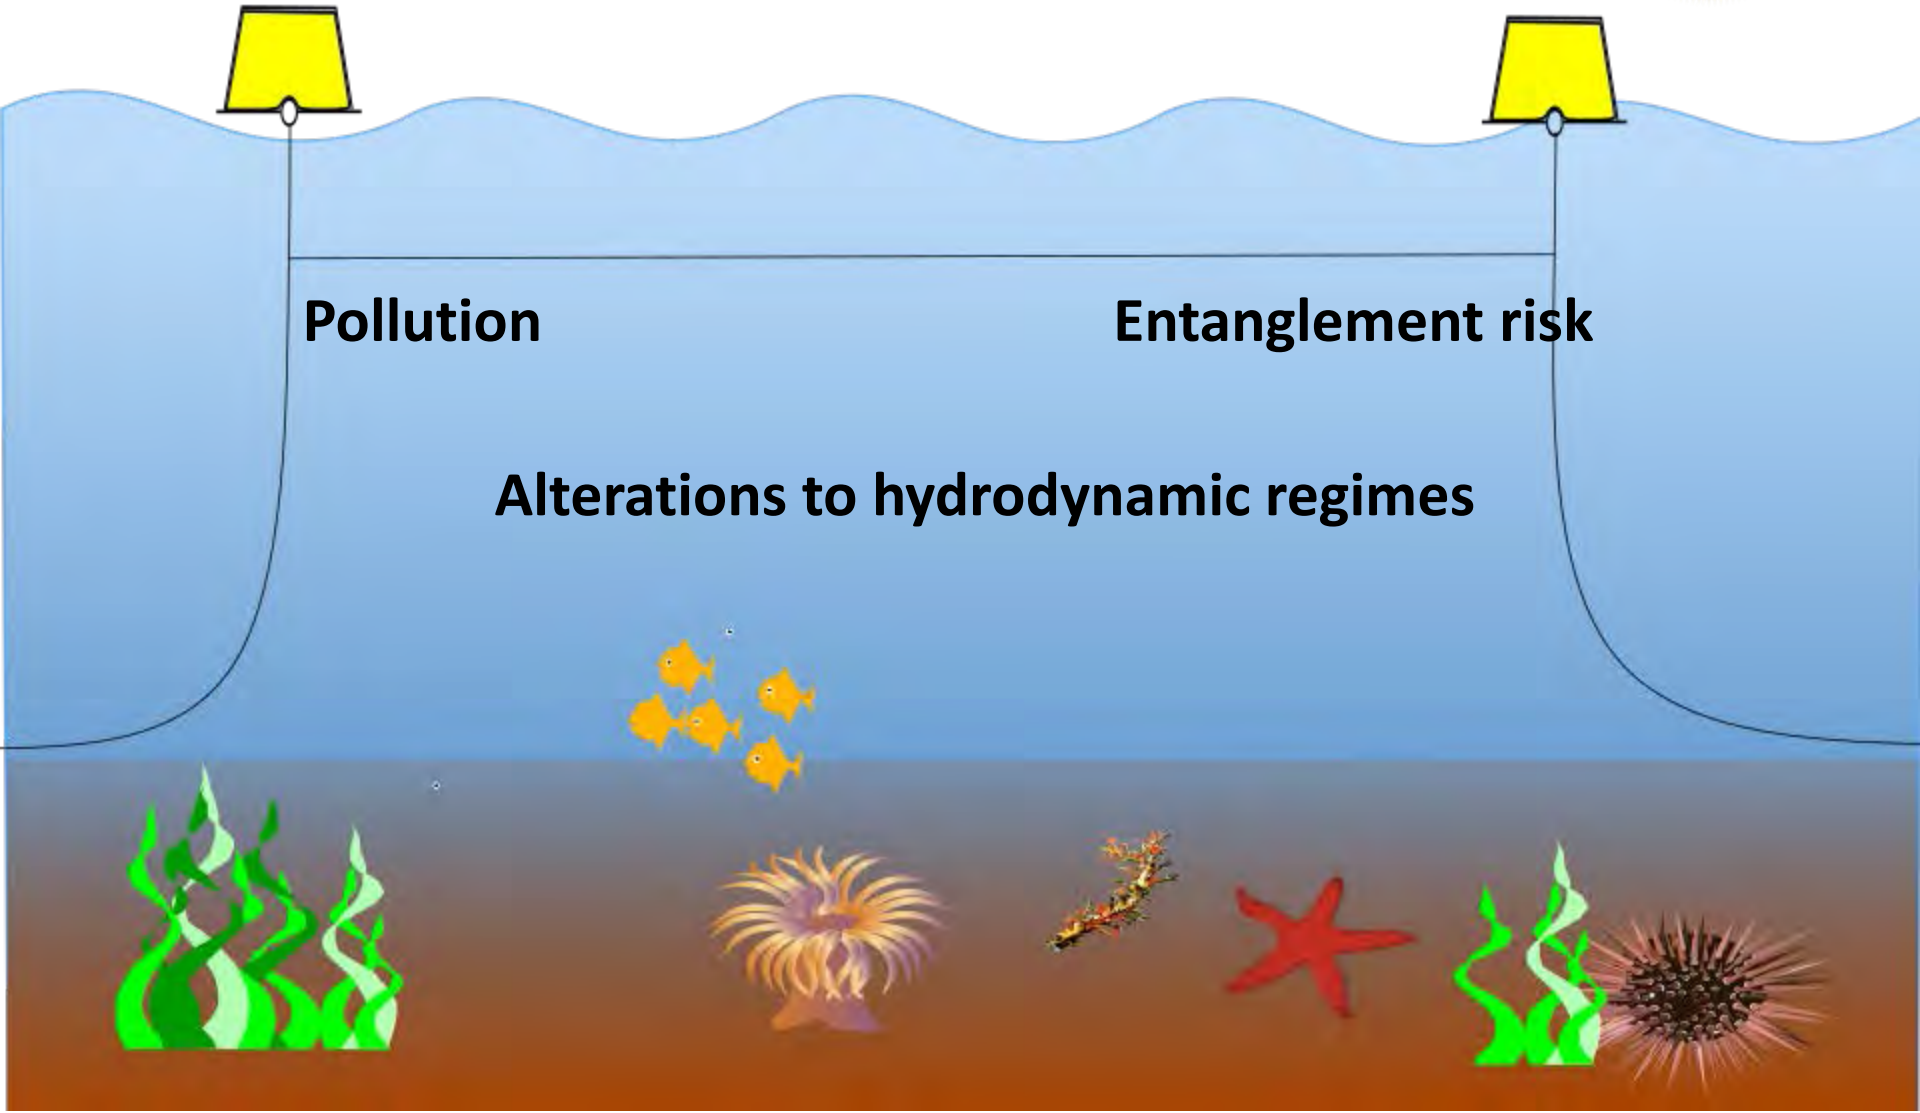 Pollution
Entanglement risk
Alterations to hydrodynamic regimes